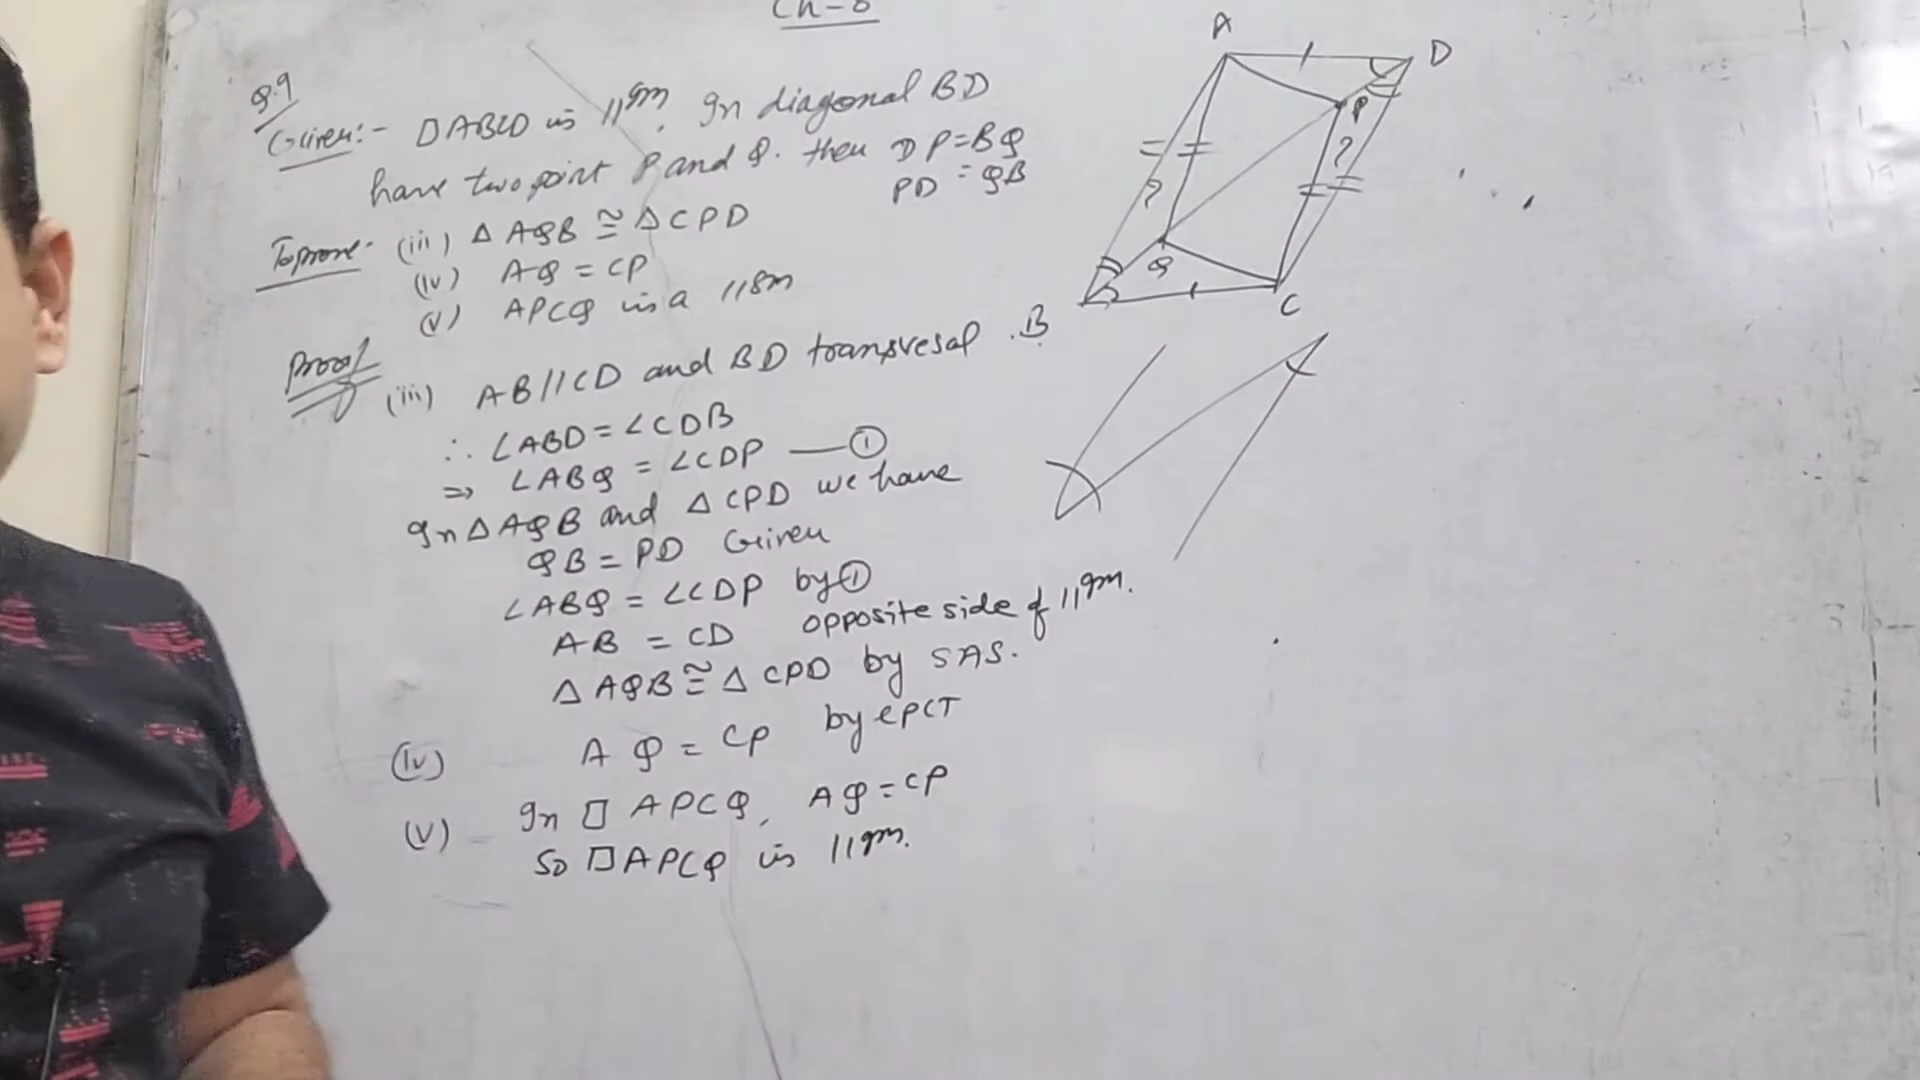 Ch-8
Q.9
Given:- □ABCD is ||gm. In diagonal BD
have two point P and Q. then DP=BQ
PD = QB
To prove- (iii) △AQB ≅ △CPD
(iv) AQ = CP
(v) APCQ is a ||gm
Proof
(iii) AB//CD and BD transvesal.
∴ ∠ABD = ∠CDB
⇒ ∠ABQ = ∠CDP — ①
In △AQB and △CPD we have
QB = PD Given
∠ABQ = ∠CDP by ①
AB = CD opposite side of ||gm.
△AQB ≅ △CPD by SAS.
(iv) AQ = CP by CPCT
(v) In □ APCQ, AQ = CP
So □APCQ is ||gm.
A
D
P
?
?
Q
B
C